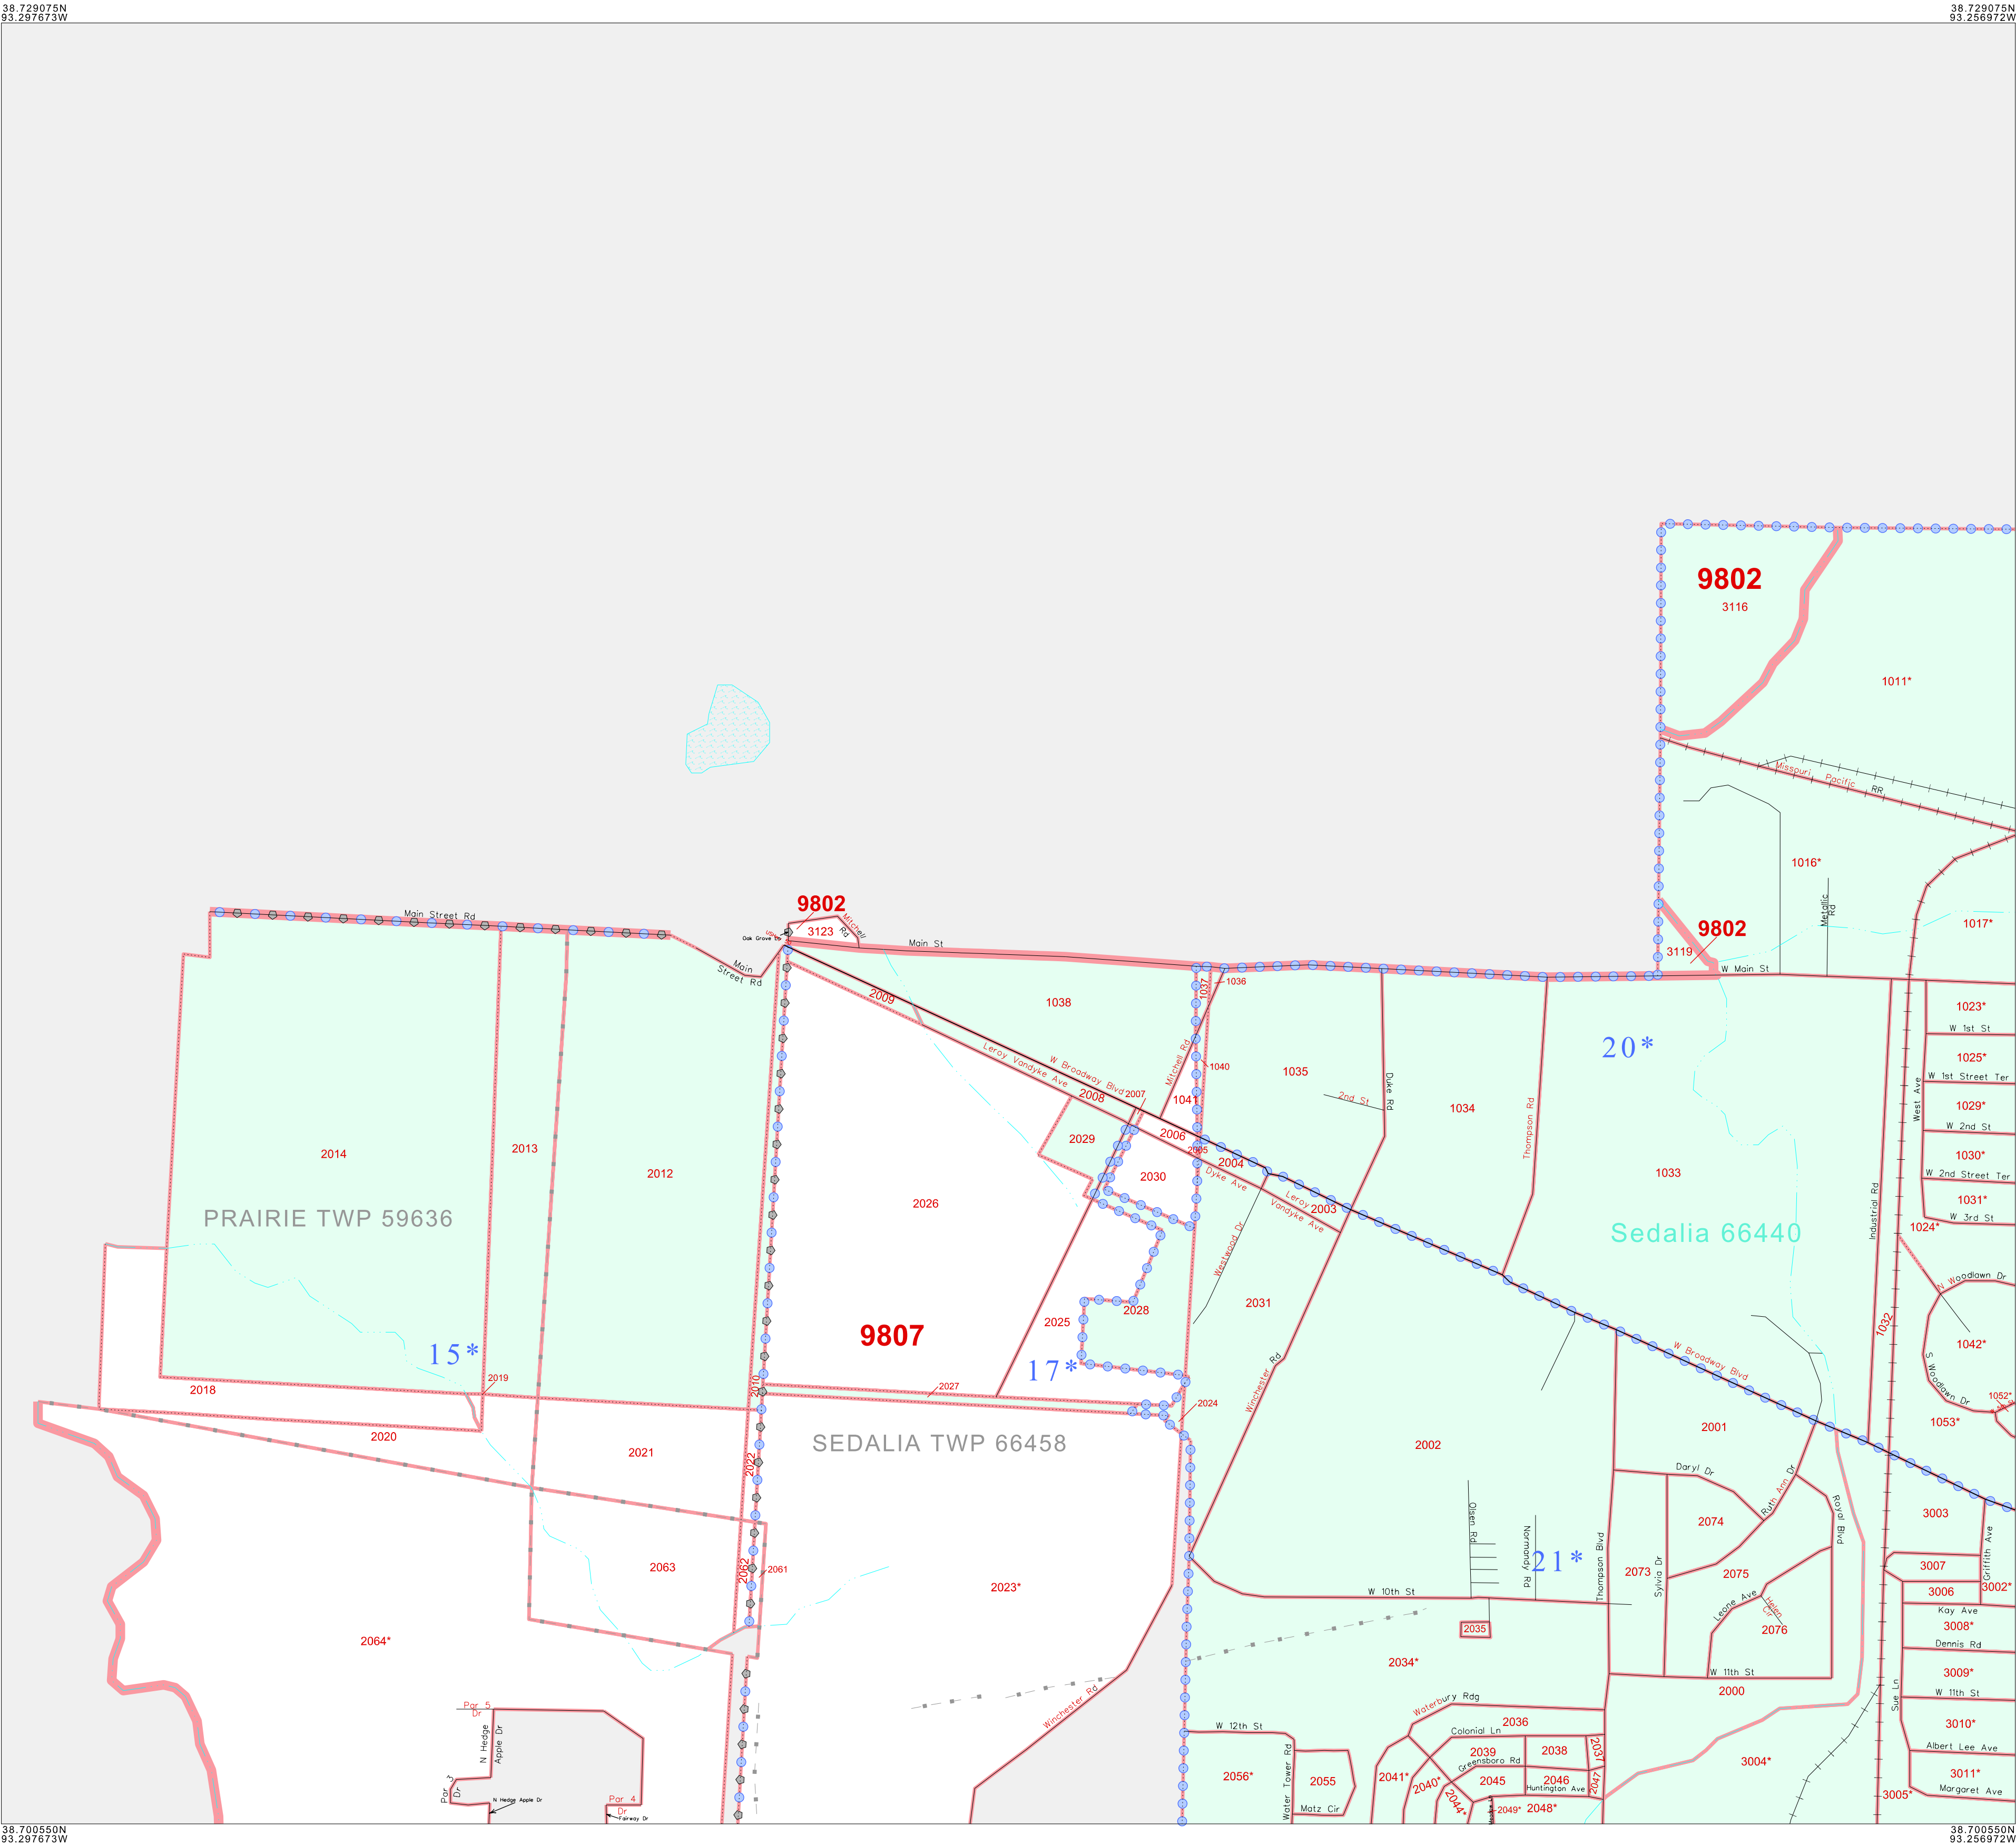 38.729075N
93.297673W
38.729075N
93.256972W
9802
3116
1011*
Missouri Pacific RR
1016*
Metallic Rd
1017*
9802
3119
W Main St
Main Street Rd
9802
3123
Mitchell Rd
Oak Grove Ln
Main St
Main Street Rd
2009
1038
1037
1036
1040
1041
Mitchell Rd
W Broadway Blvd
Leroy Vandyke Ave
2008
2007
2006
2005
2004
Dyke Ave
Leroy Vandyke Ave
2003
1035
2nd St
Duke Rd
1034
Thompson Rd
20*
1033
Sedalia 66440
Industrial Rd
1032
West Ave
1023*
W 1st St
1025*
W 1st Street Ter
1029*
W 2nd St
1030*
W 2nd Street Ter
1031*
W 3rd St
1024*
N Woodlawn Dr
1042*
S Woodlawn Dr
1052*
1053*
2014
2013
2012
PRAIRIE TWP 59636
2029
2030
2026
2025
2028
9807
15*
17*
2018
2019
2010
2027
2024
2020
2021
2022
SEDALIA TWP 66458
Westwood Dr
2031
Winchester Rd
2002
W Broadway Blvd
2001
Daryl Dr
Ruth Ann Dr
2074
Royal Blvd
3003
Griffith Ave
3007
3006
3002*
Kay Ave
3008*
Dennis Rd
3009*
W 11th St
3010*
Albert Lee Ave
3011*
Margaret Ave
3005*
Sue Ln
Olsen Rd
Normandy Rd
21*
Thompson Blvd
2073
Sylvia Dr
2075
Leone Ave
Helen Cir
2076
W 10th St
2063
2062
2061
2023*
2064*
2035
2034*
W 11th St
2000
3004*
Par 5 Dr
N Hedge Apple Dr
Par 3 Dr
N Hedge Apple Dr
Par 4 Dr
Fairway Dr
Winchester Rd
Waterbury Rdg
2036
W 12th St
Colonial Ln
2039
2038
2037
Greensboro Rd
2056*
Water Tower Rd
2055
Matz Cir
2041*
2040*
2044*
2045
2046
Huntington Ave
2047
2049*
2048*
38.700550N
93.297673W
38.700550N
93.256972W